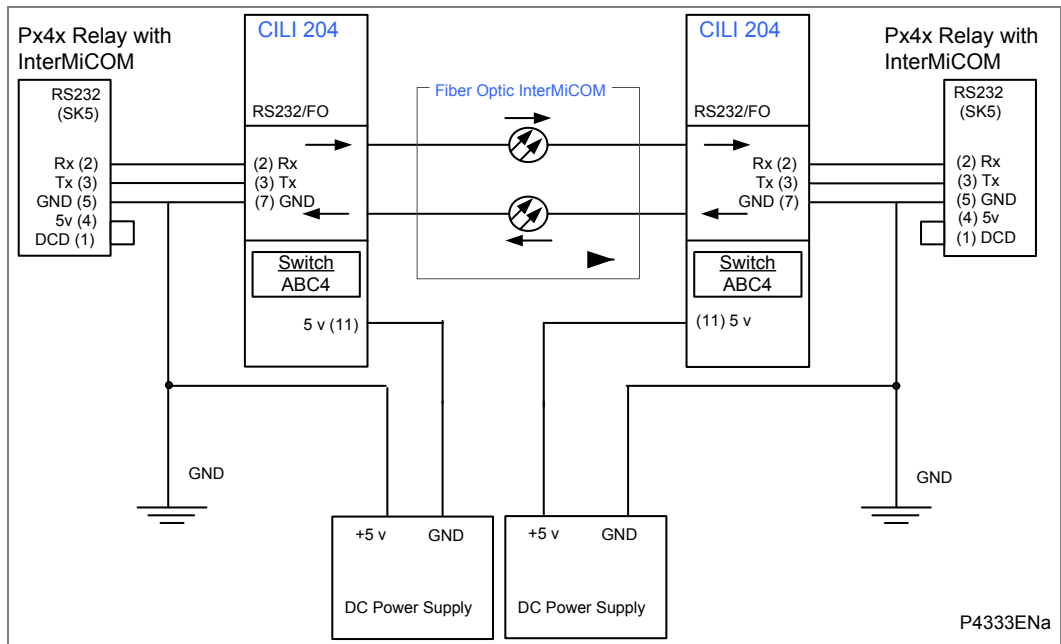 Px4x Relay with
InterMiCOM
RS232
(SK5)
Rx (2)
Tx (3)
GND (5)
5v (4)
DCD (1)
CILI 204
RS232/FO
(2) Rx
(3) Tx
(7) GND
Switch
ABC4
5 v (11)
Fiber Optic InterMiCOM
CILI 204
RS232/FO
Rx (2)
Tx (3)
GND (7)
Switch
ABC4
(11) 5 v
Px4x Relay with
InterMiCOM
RS232
(SK5)
(2) Rx
(3) Tx
(5) GND
(4) 5v
(1) DCD
GND
GND
+5 v GND
DC Power Supply
+5 v GND
DC Power Supply
P4333ENa